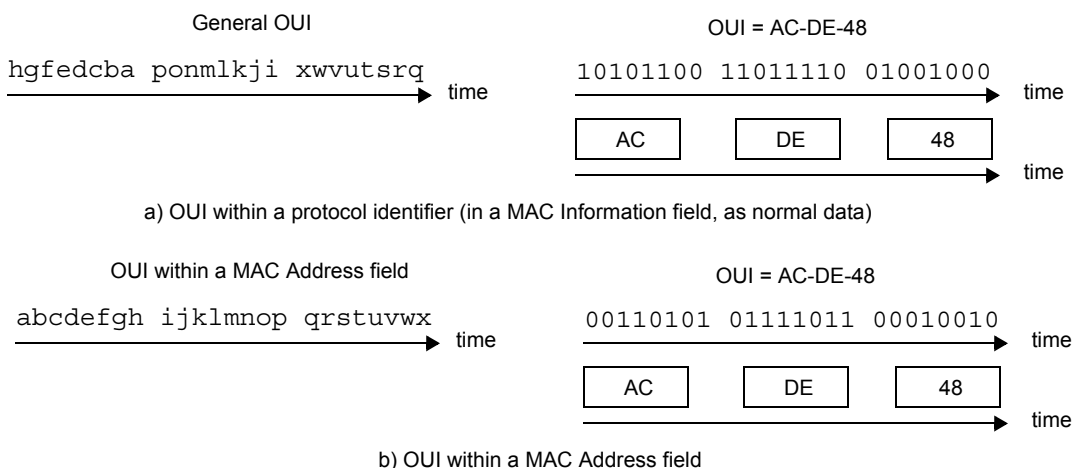 General OUI
OUI = AC-DE-48
hgfedcba ponmlkji xwvutsrq
time
10101100 11011110 01001000
time
AC
DE
48
time
a) OUI within a protocol identifier (in a MAC Information field, as normal data)
OUI within a MAC Address field
OUI = AC-DE-48
abcdefgh ijklmnop qrstuvwx
time
00110101 01111011 00010010
time
AC
DE
48
time
b) OUI within a MAC Address field